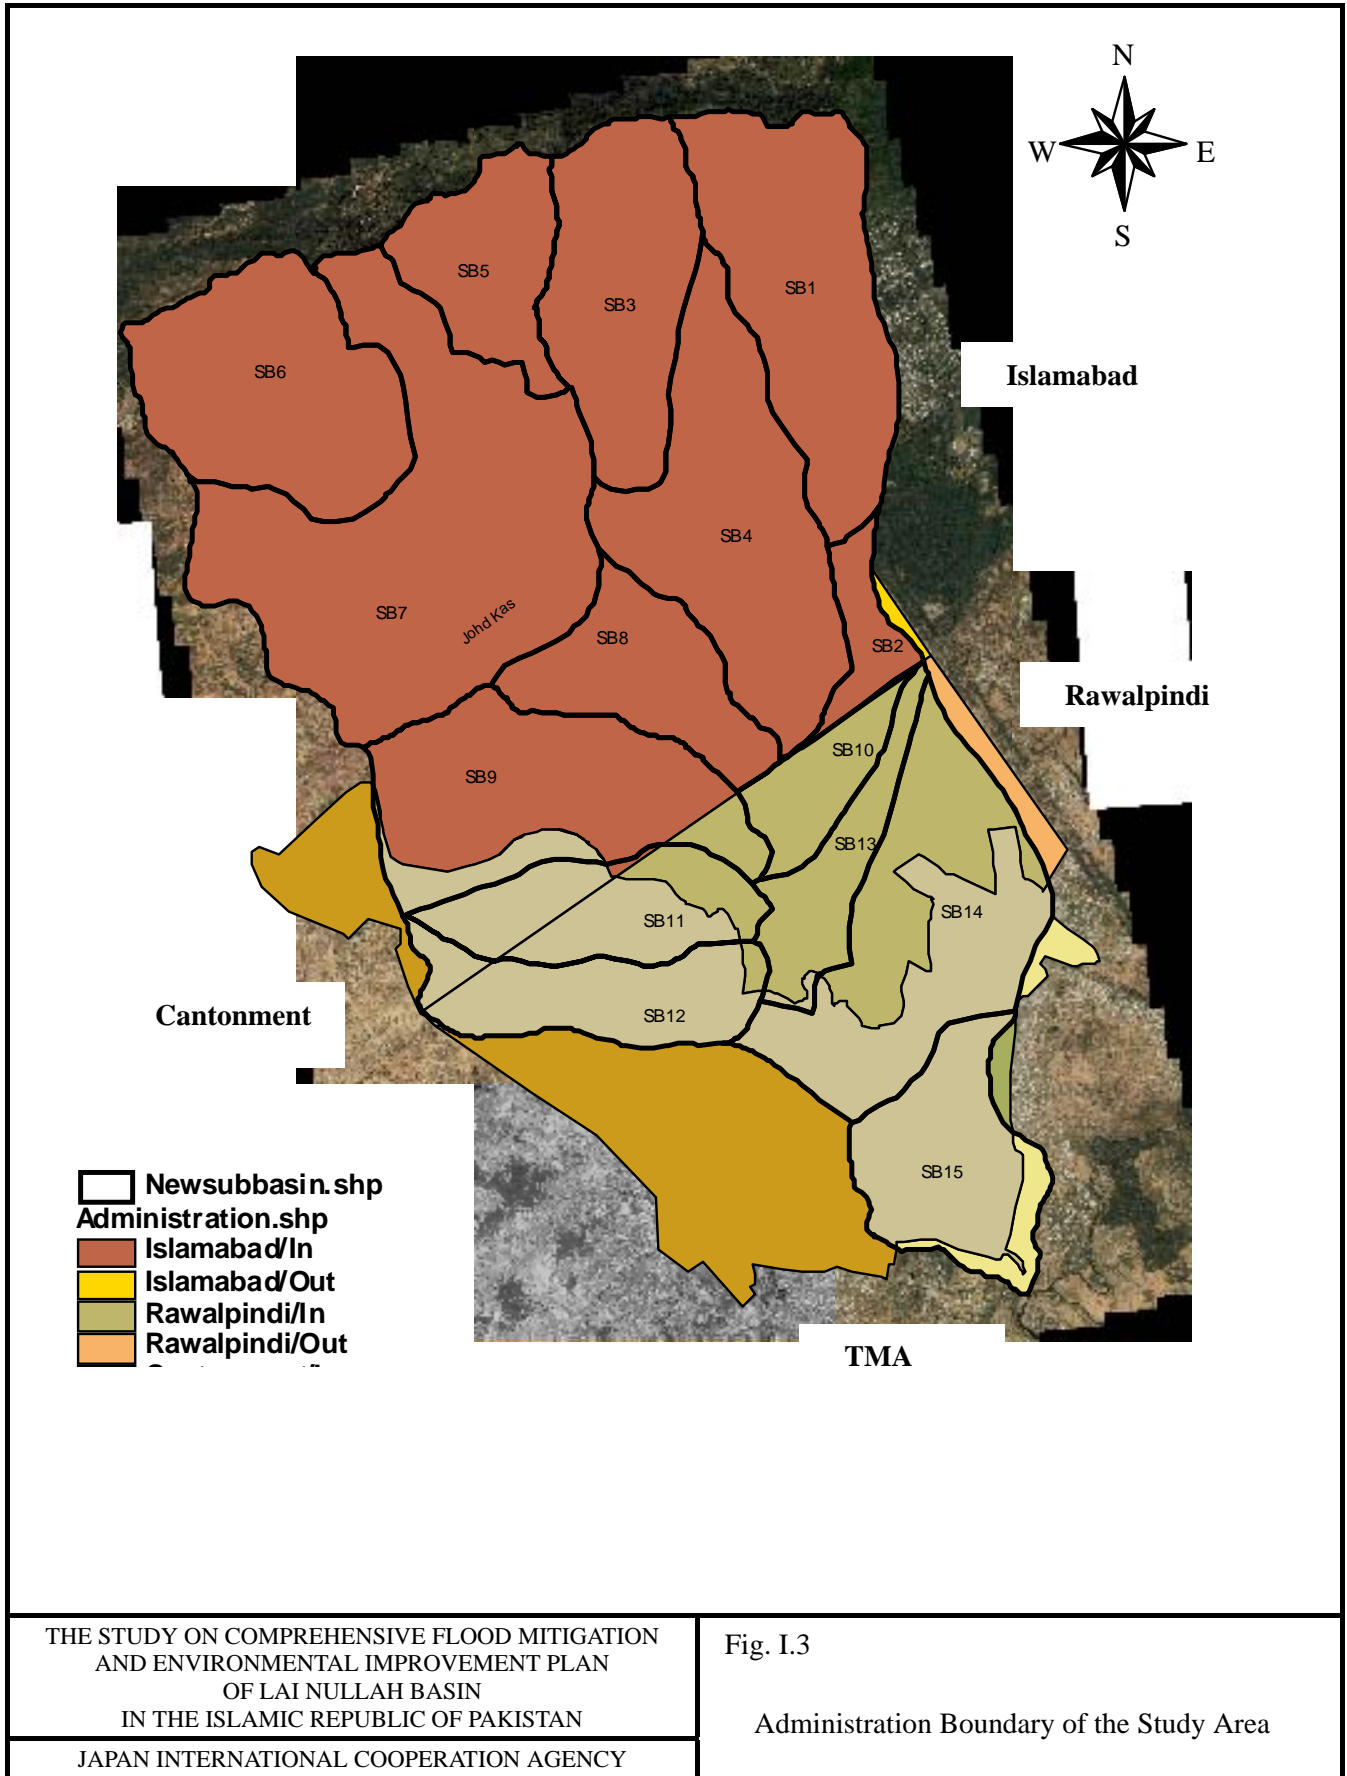 N
W E
S
SB1
SB5
SB3
SB6
Islamabad
SB4
SB7
Johd Kas
SB8
SB2
Rawalpindi
SB10
SB9
SB13
SB14
SB11
Cantonment
SB12
SB15
Newsubbasin.shp
Administration.shp
Islamabad/In
Islamabad/Out
Rawalpindi/In
Rawalpindi/Out
TMA
THE STUDY ON COMPREHENSIVE FLOOD MITIGATION
AND ENVIRONMENTAL IMPROVEMENT PLAN
OF LAI NULLAH BASIN
IN THE ISLAMIC REPUBLIC OF PAKISTAN
JAPAN INTERNATIONAL COOPERATION AGENCY
Fig. I.3
Administration Boundary of the Study Area